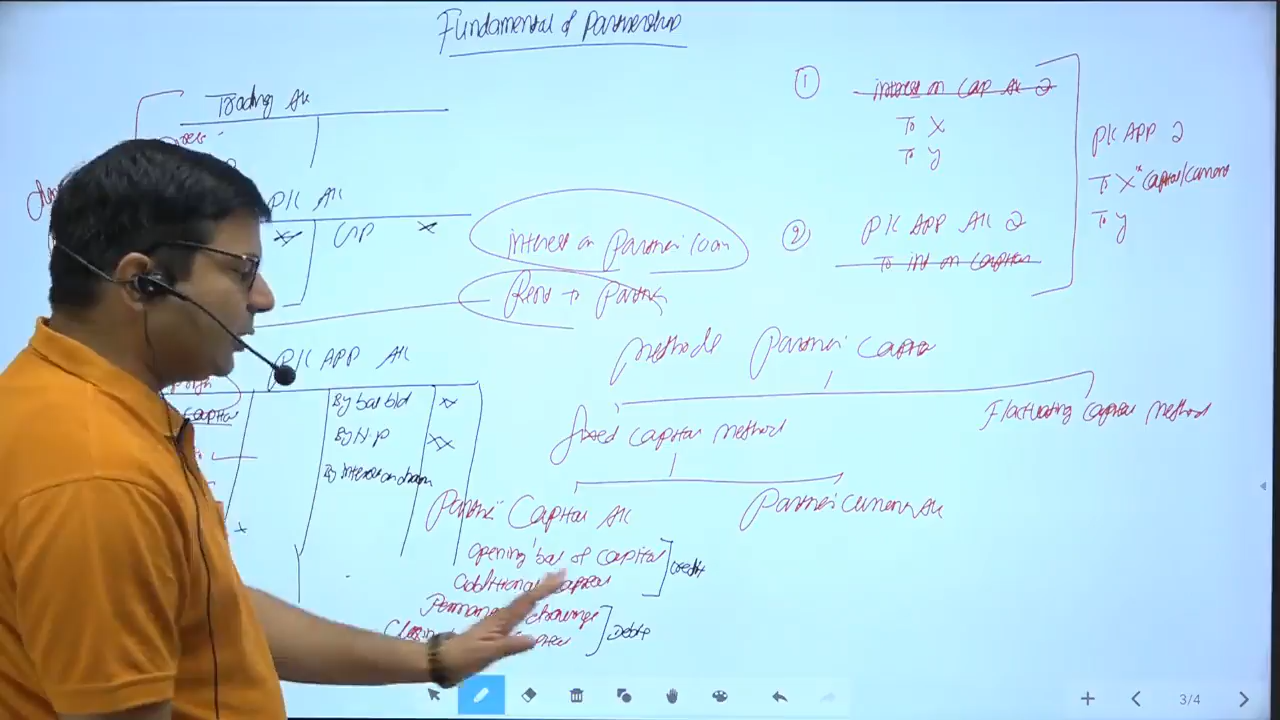 Fundamental of Partnership
Trading A/c
P/L A/c
GP
P/L APP A/c
By bal b/d
By N.P
By Interest on drawn
Capital
interest on Partner loan
Rent to Partner
① interest on Cap A/c 2
To X
To Y
② P/L APP A/c 2
To int on Capital
P/L APP 2
To X's Capital/Current
To Y
methods Partner Capital
fixed Capital method
Fluctuating Capital Method
Partner Capital A/c
Partner Current A/c
opening bal of Capital
additional Capital
Credit
Debit
3/4